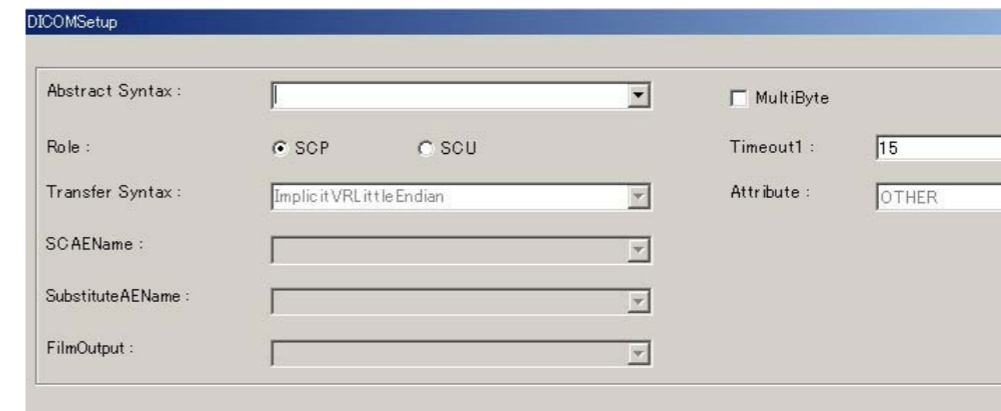 DICOMSetup
Abstract Syntax :
MultiByte
Role : SCP SCU Timeout1 : 15
Transfer Syntax : ImplicitVRLittleEndian Attribute : OTHER
SCAEName :
SubstituteAEName :
FilmOutput :